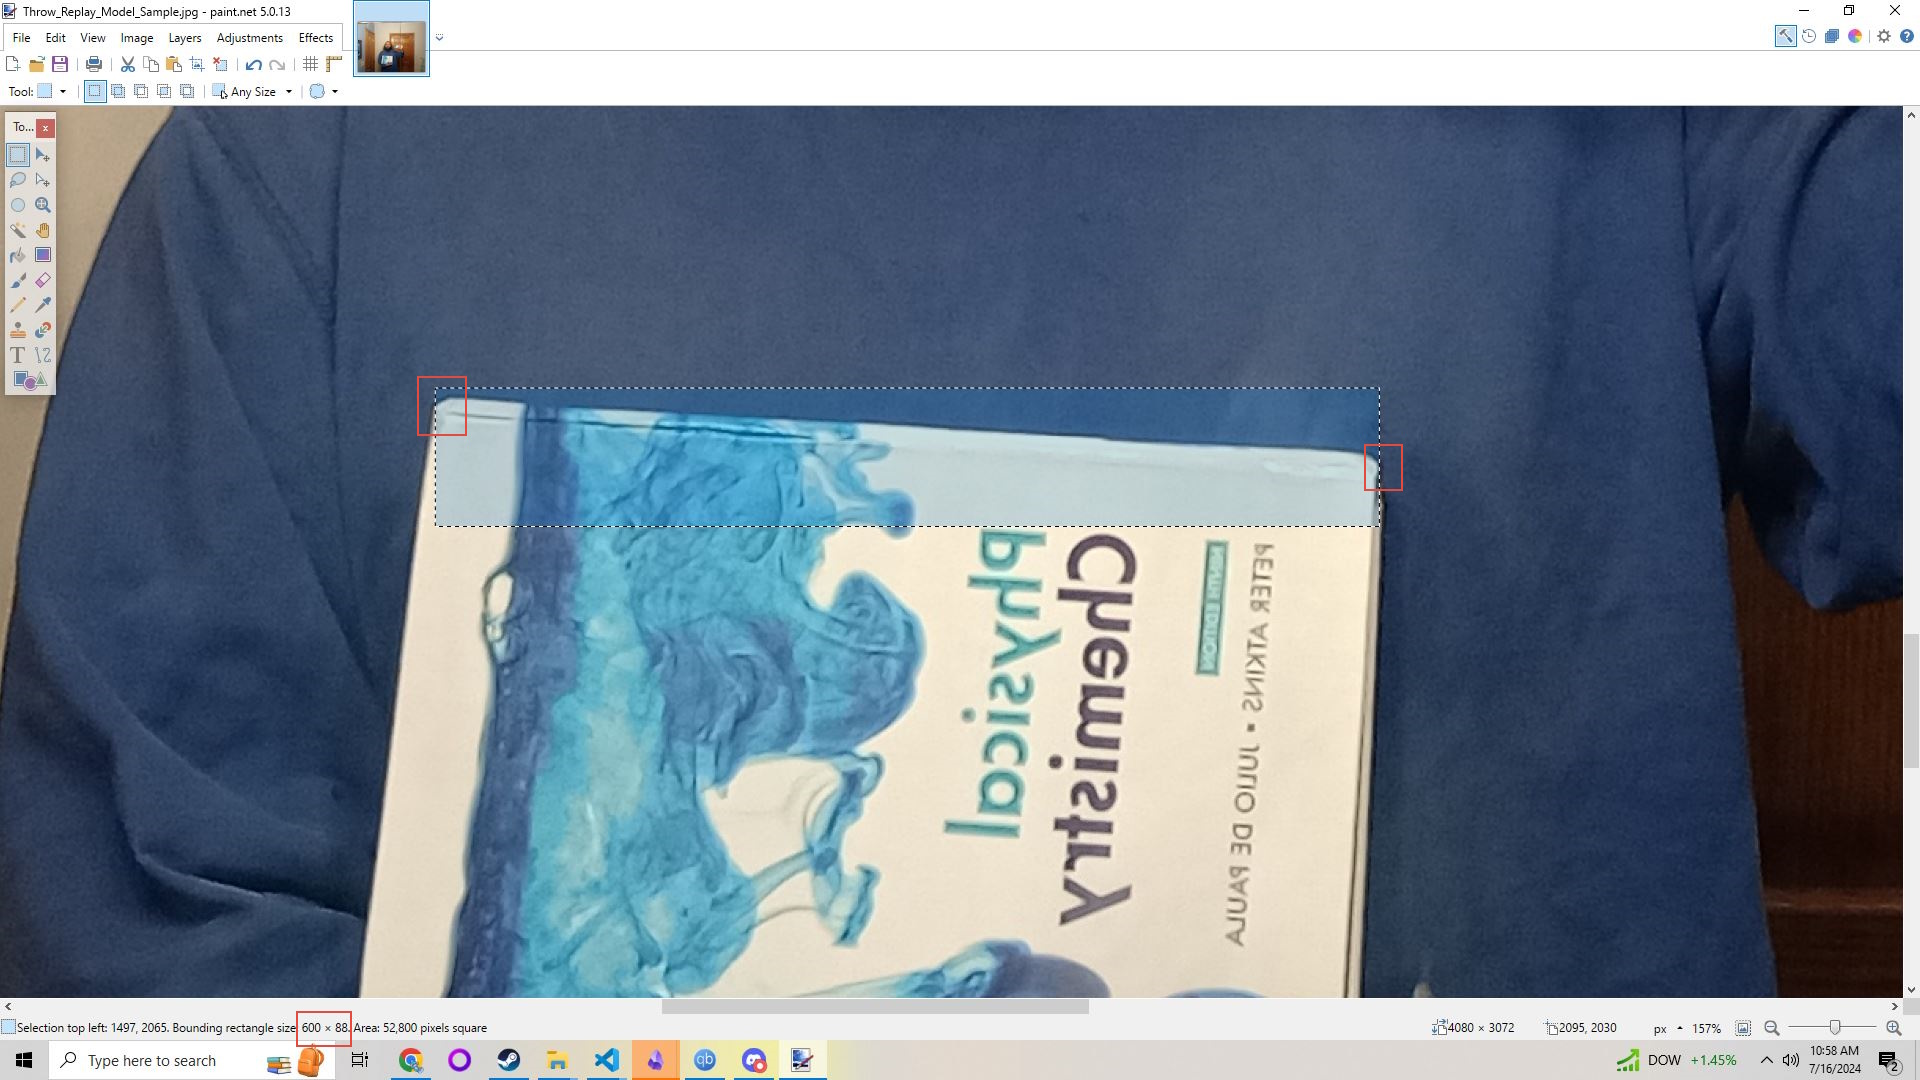 Throw_Replay_Model_Sample.jpg - paint.net 5.0.13
File Edit View Image Layers Adjustments Effects
Tool: Any Size
To...
Physical
Chemistry
PETER ATKINS • JULIO DE PAULA
Selection top left: 1497, 2065. Bounding rectangle size: 600 × 88. Area: 52,800 pixels square
4080 × 3072
2095, 2030
px
157%
Type here to search
DOW +1.45%
10:58 AM
7/16/2024
2